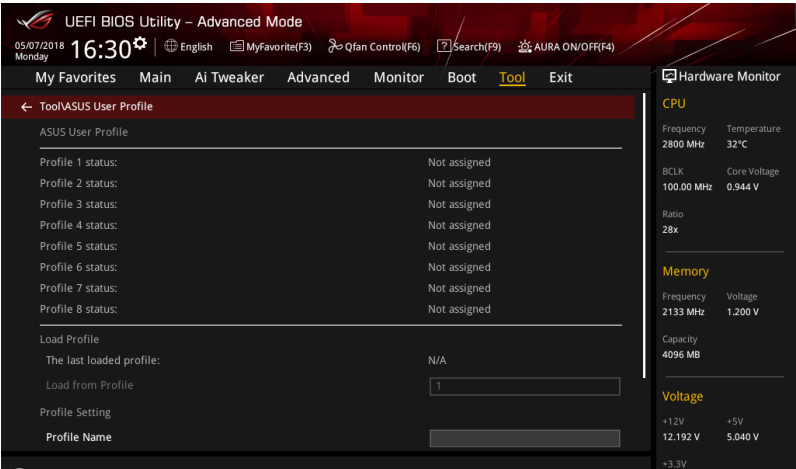 UEFI BIOS Utility – Advanced Mode
05/07/2018 Monday 16:30 English MyFavorite(F3) Qfan Control(F6) ? Search(F9) AURA ON/OFF(F4)
My Favorites Main Ai Tweaker Advanced Monitor Boot Tool Exit
← Tool\ASUS User Profile
ASUS User Profile
Profile 1 status: Not assigned
Profile 2 status: Not assigned
Profile 3 status: Not assigned
Profile 4 status: Not assigned
Profile 5 status: Not assigned
Profile 6 status: Not assigned
Profile 7 status: Not assigned
Profile 8 status: Not assigned
Load Profile
The last loaded profile: N/A
Load from Profile 1
Profile Setting
Profile Name
Hardware Monitor
CPU
Frequency Temperature
2800 MHz 32°C
BCLK Core Voltage
100.00 MHz 0.944 V
Ratio
28x
Memory
Frequency Voltage
2133 MHz 1.200 V
Capacity
4096 MB
Voltage
+12V +5V
12.192 V 5.040 V
+3.3V